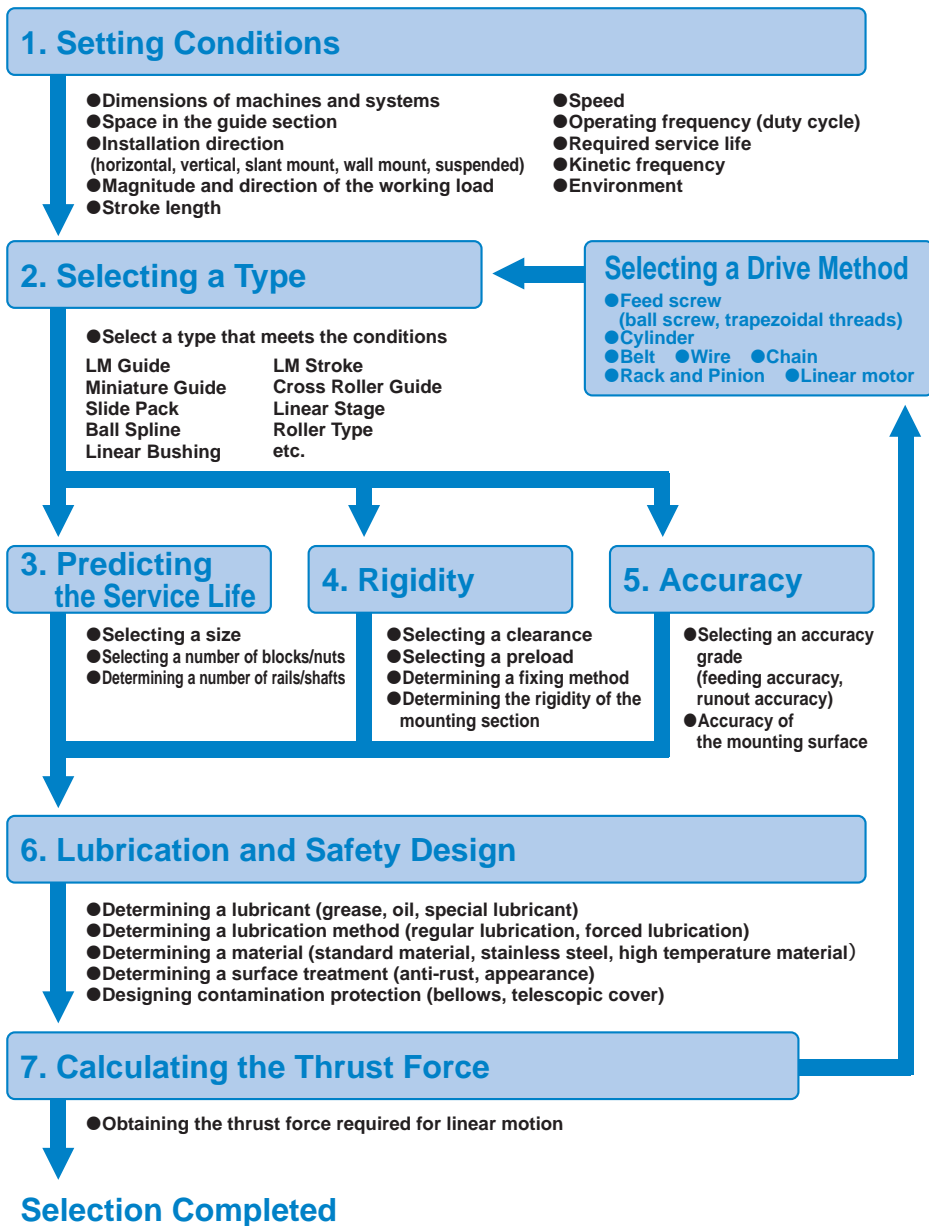 1. Setting Conditions
●Dimensions of machines and systems
●Space in the guide section
●Installation direction
(horizontal, vertical, slant mount, wall mount, suspended)
●Magnitude and direction of the working load
●Stroke length
●Speed
●Operating frequency (duty cycle)
●Required service life
●Kinetic frequency
●Environment
2. Selecting a Type
Selecting a Drive Method
●Feed screw
(ball screw, trapezoidal threads)
●Cylinder
●Belt ●Wire ●Chain
●Rack and Pinion ●Linear motor
●Select a type that meets the conditions
LM Guide
Miniature Guide
Slide Pack
Ball Spline
Linear Bushing
LM Stroke
Cross Roller Guide
Linear Stage
Roller Type
etc.
3. Predicting
the Service Life
●Selecting a size
●Selecting a number of blocks/nuts
●Determining a number of rails/shafts
4. Rigidity
●Selecting a clearance
●Selecting a preload
●Determining a fixing method
●Determining the rigidity of the
mounting section
5. Accuracy
●Selecting an accuracy
grade
(feeding accuracy,
runout accuracy)
●Accuracy of
the mounting surface
6. Lubrication and Safety Design
●Determining a lubricant (grease, oil, special lubricant)
●Determining a lubrication method (regular lubrication, forced lubrication)
●Determining a material (standard material, stainless steel, high temperature material）
●Determining a surface treatment (anti-rust, appearance)
●Designing contamination protection (bellows, telescopic cover)
7. Calculating the Thrust Force
●Obtaining the thrust force required for linear motion
Selection Completed